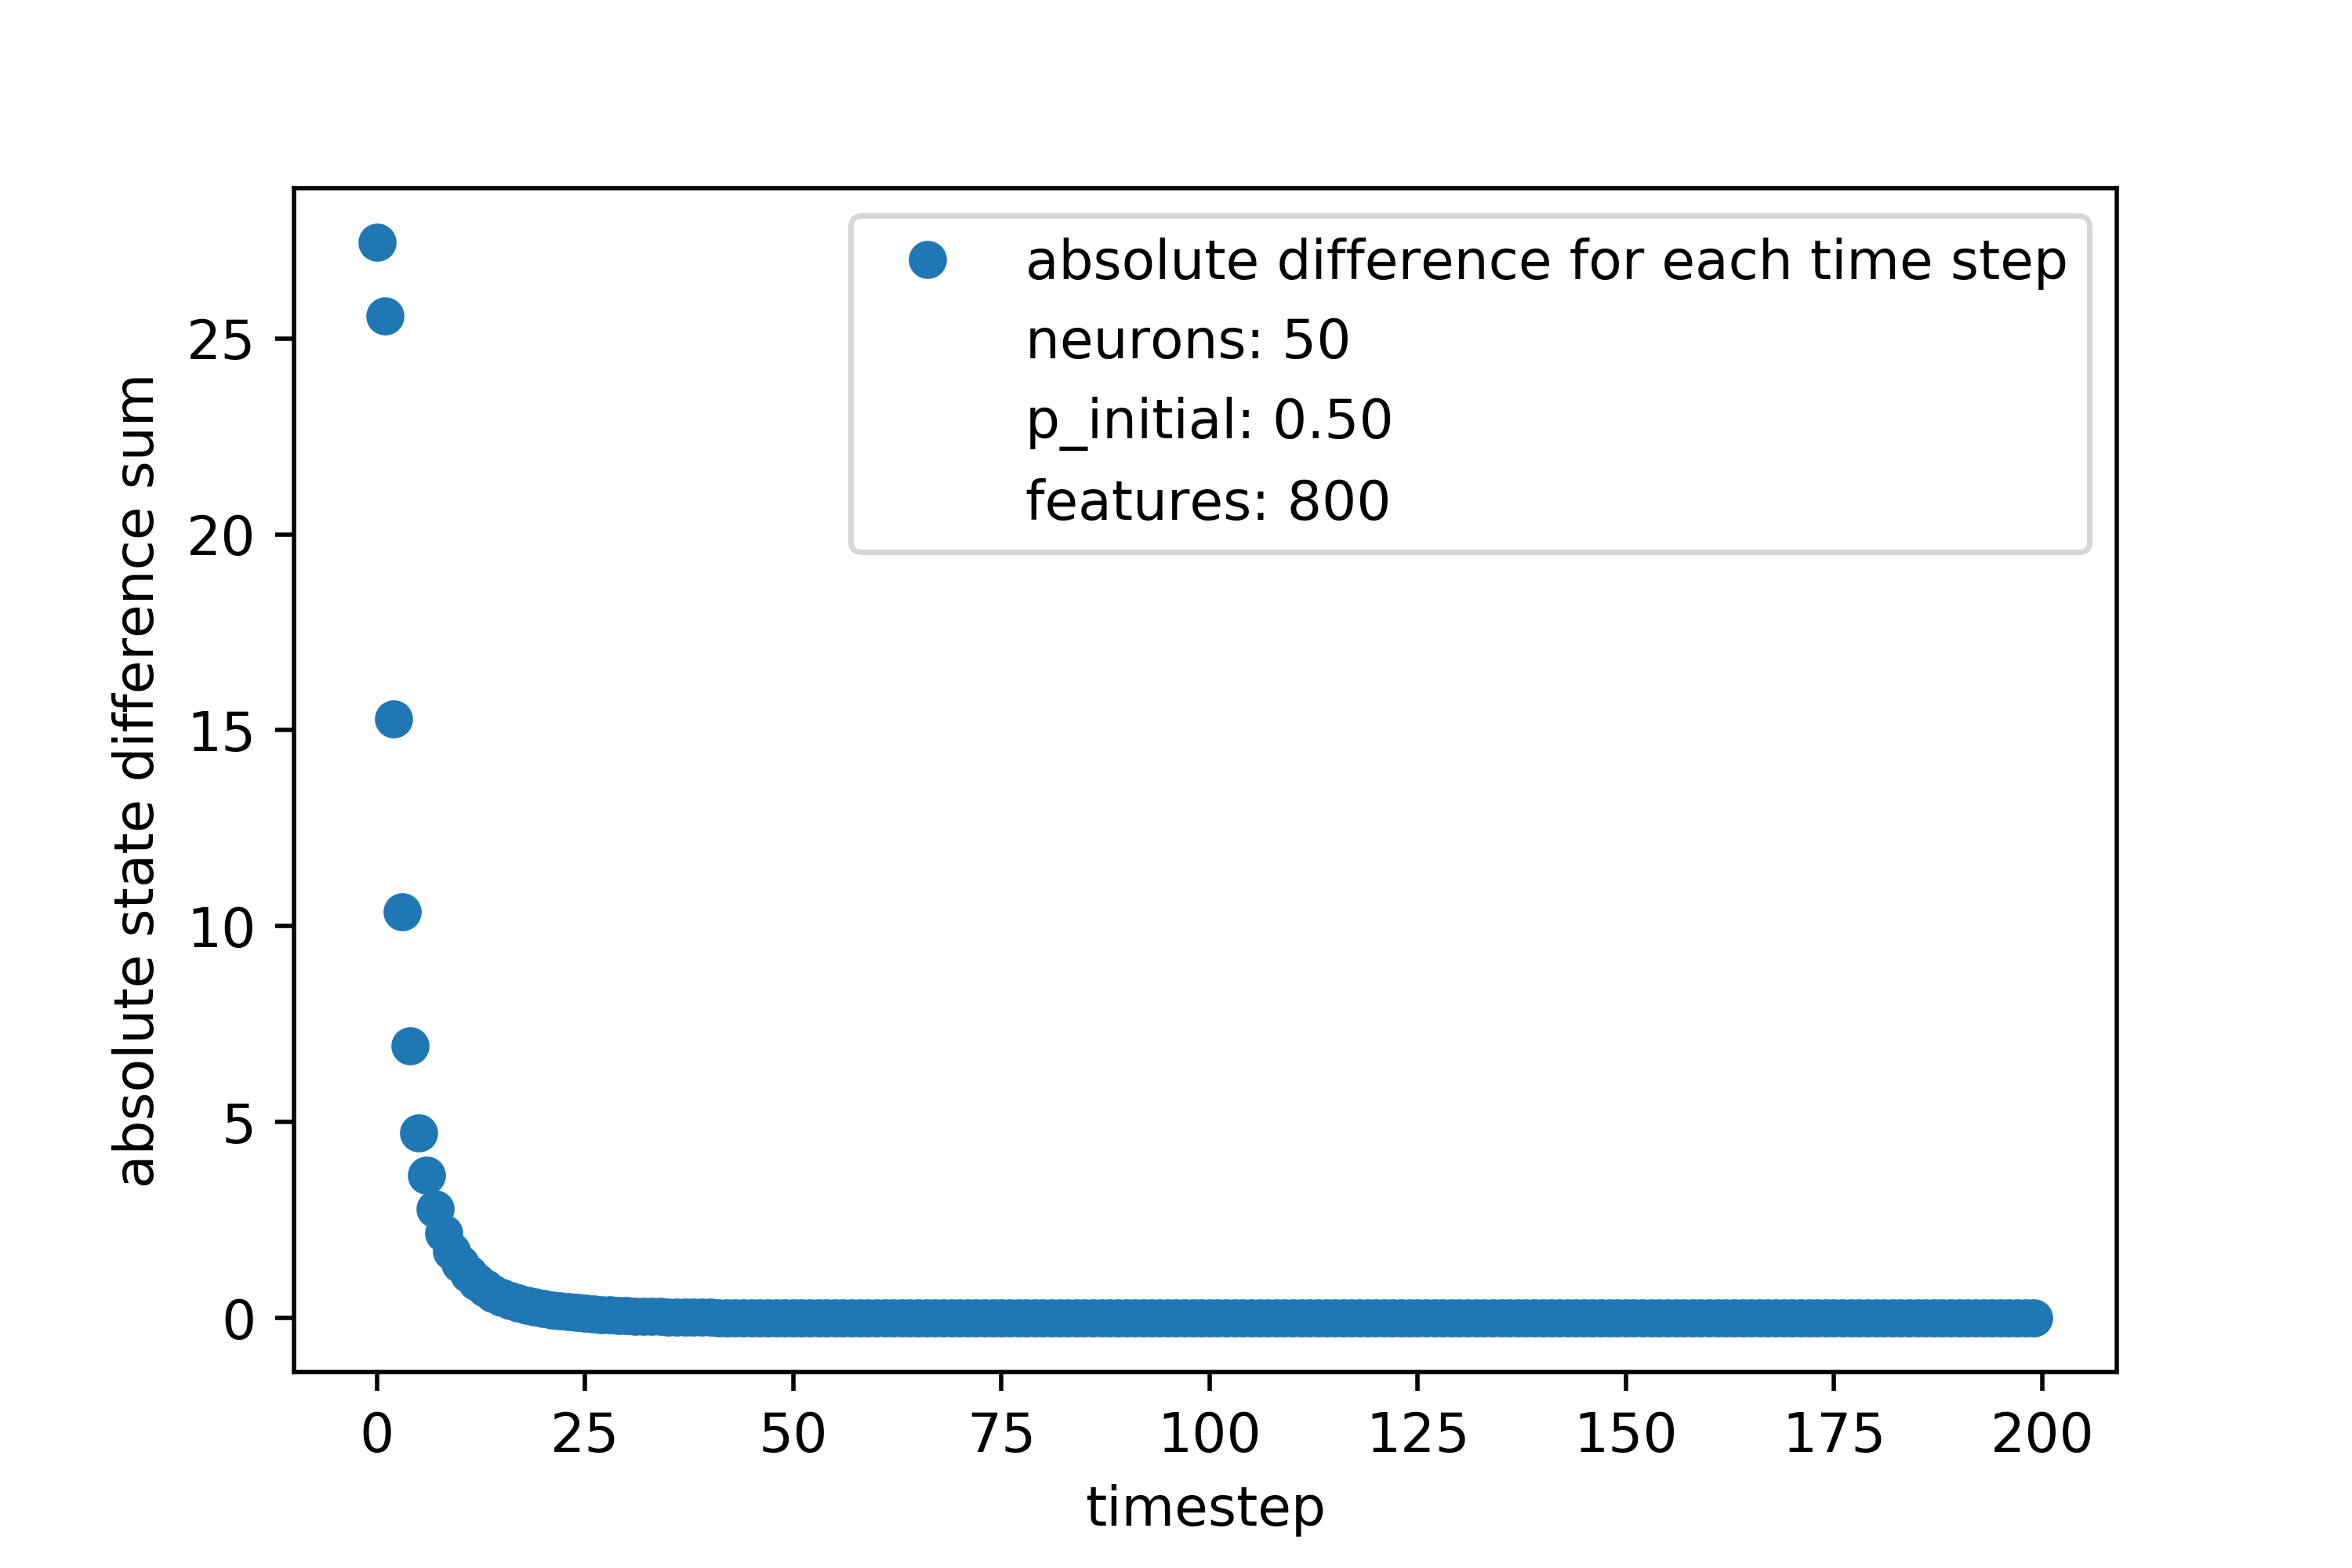 absolute difference for each time step
neurons: 50
p_initial: 0.50
features: 800
absolute state difference sum
25
20
15
10
5
0
0 25 50 75 100 125 150 175 200
timestep